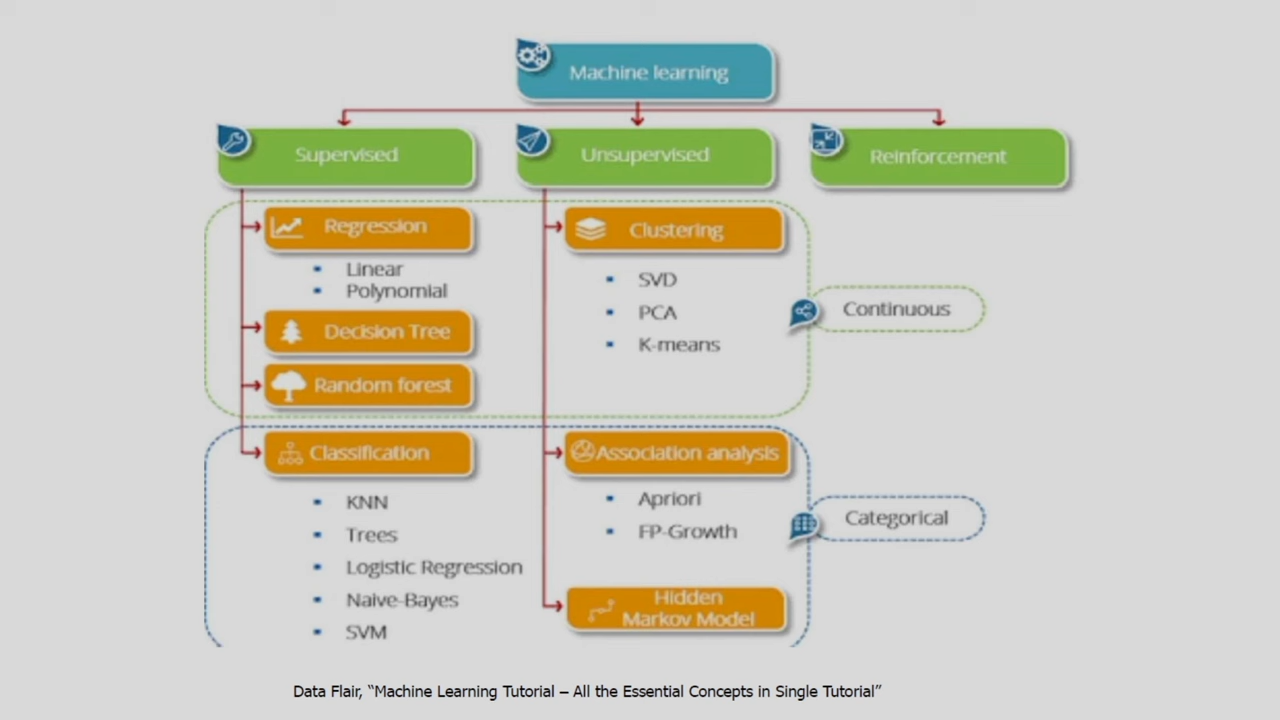 Machine learning
Supervised
Unsupervised
Reinforcement
Regression
Linear
Polynomial
Decision Tree
Random forest
Clustering
SVD
PCA
K-means
Continuous
Classification
KNN
Trees
Logistic Regression
Naive-Bayes
SVM
Association analysis
Apriori
FP-Growth
Hidden
Markov Model
Categorical
Data Flair, “Machine Learning Tutorial – All the Essential Concepts in Single Tutorial”